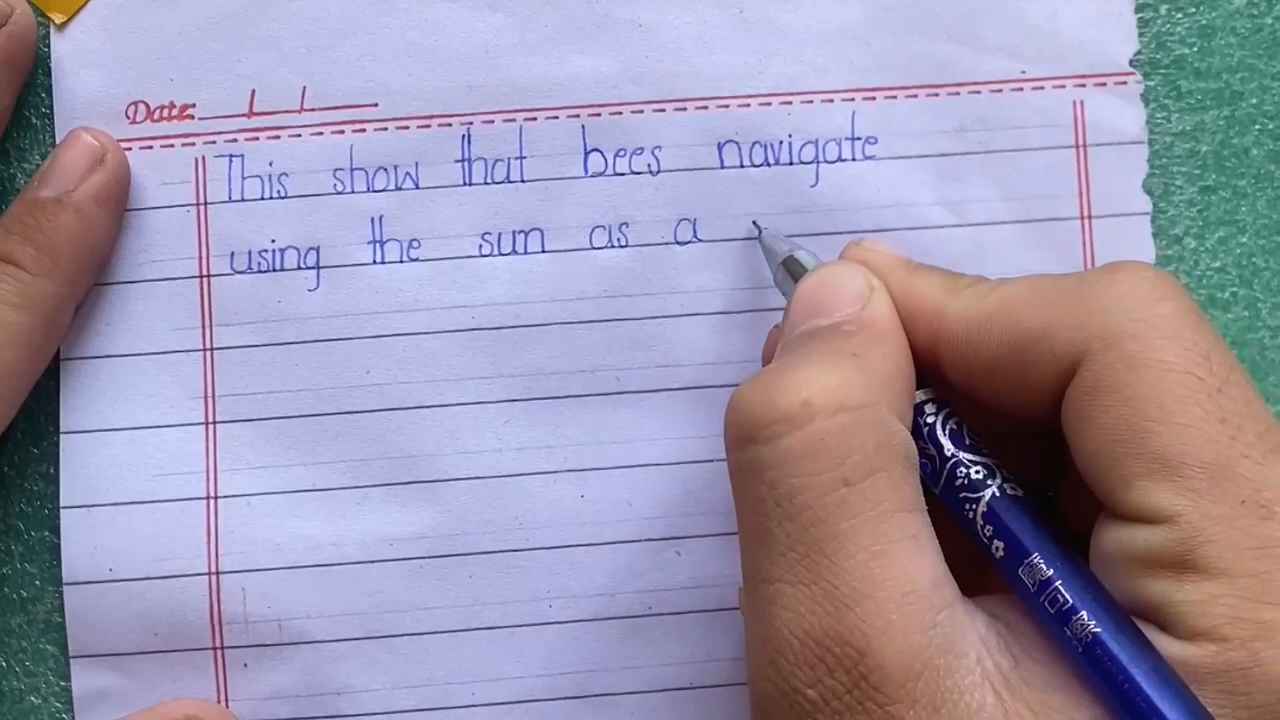 Date
This show that bees navigate
using the sun as a